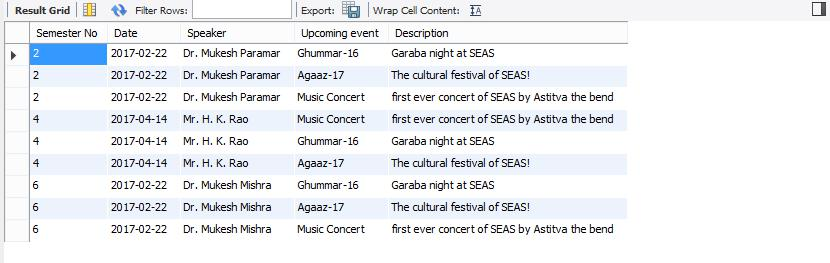 Result Grid Filter Rows: Export: Wrap Cell Content: IA
Semester No Date Speaker Upcoming event Description
2 2017-02-22 Dr. Mukesh Paramar Ghummar-16 Garaba night at SEAS
2 2017-02-22 Dr. Mukesh Paramar Agaaz-17 The cultural festival of SEAS!
2 2017-02-22 Dr. Mukesh Paramar Music Concert first ever concert of SEAS by Astitva the bend
4 2017-04-14 Mr. H. K. Rao Music Concert first ever concert of SEAS by Astitva the bend
4 2017-04-14 Mr. H. K. Rao Ghummar-16 Garaba night at SEAS
4 2017-04-14 Mr. H. K. Rao Agaaz-17 The cultural festival of SEAS!
6 2017-02-22 Dr. Mukesh Mishra Ghummar-16 Garaba night at SEAS
6 2017-02-22 Dr. Mukesh Mishra Agaaz-17 The cultural festival of SEAS!
6 2017-02-22 Dr. Mukesh Mishra Music Concert first ever concert of SEAS by Astitva the bend